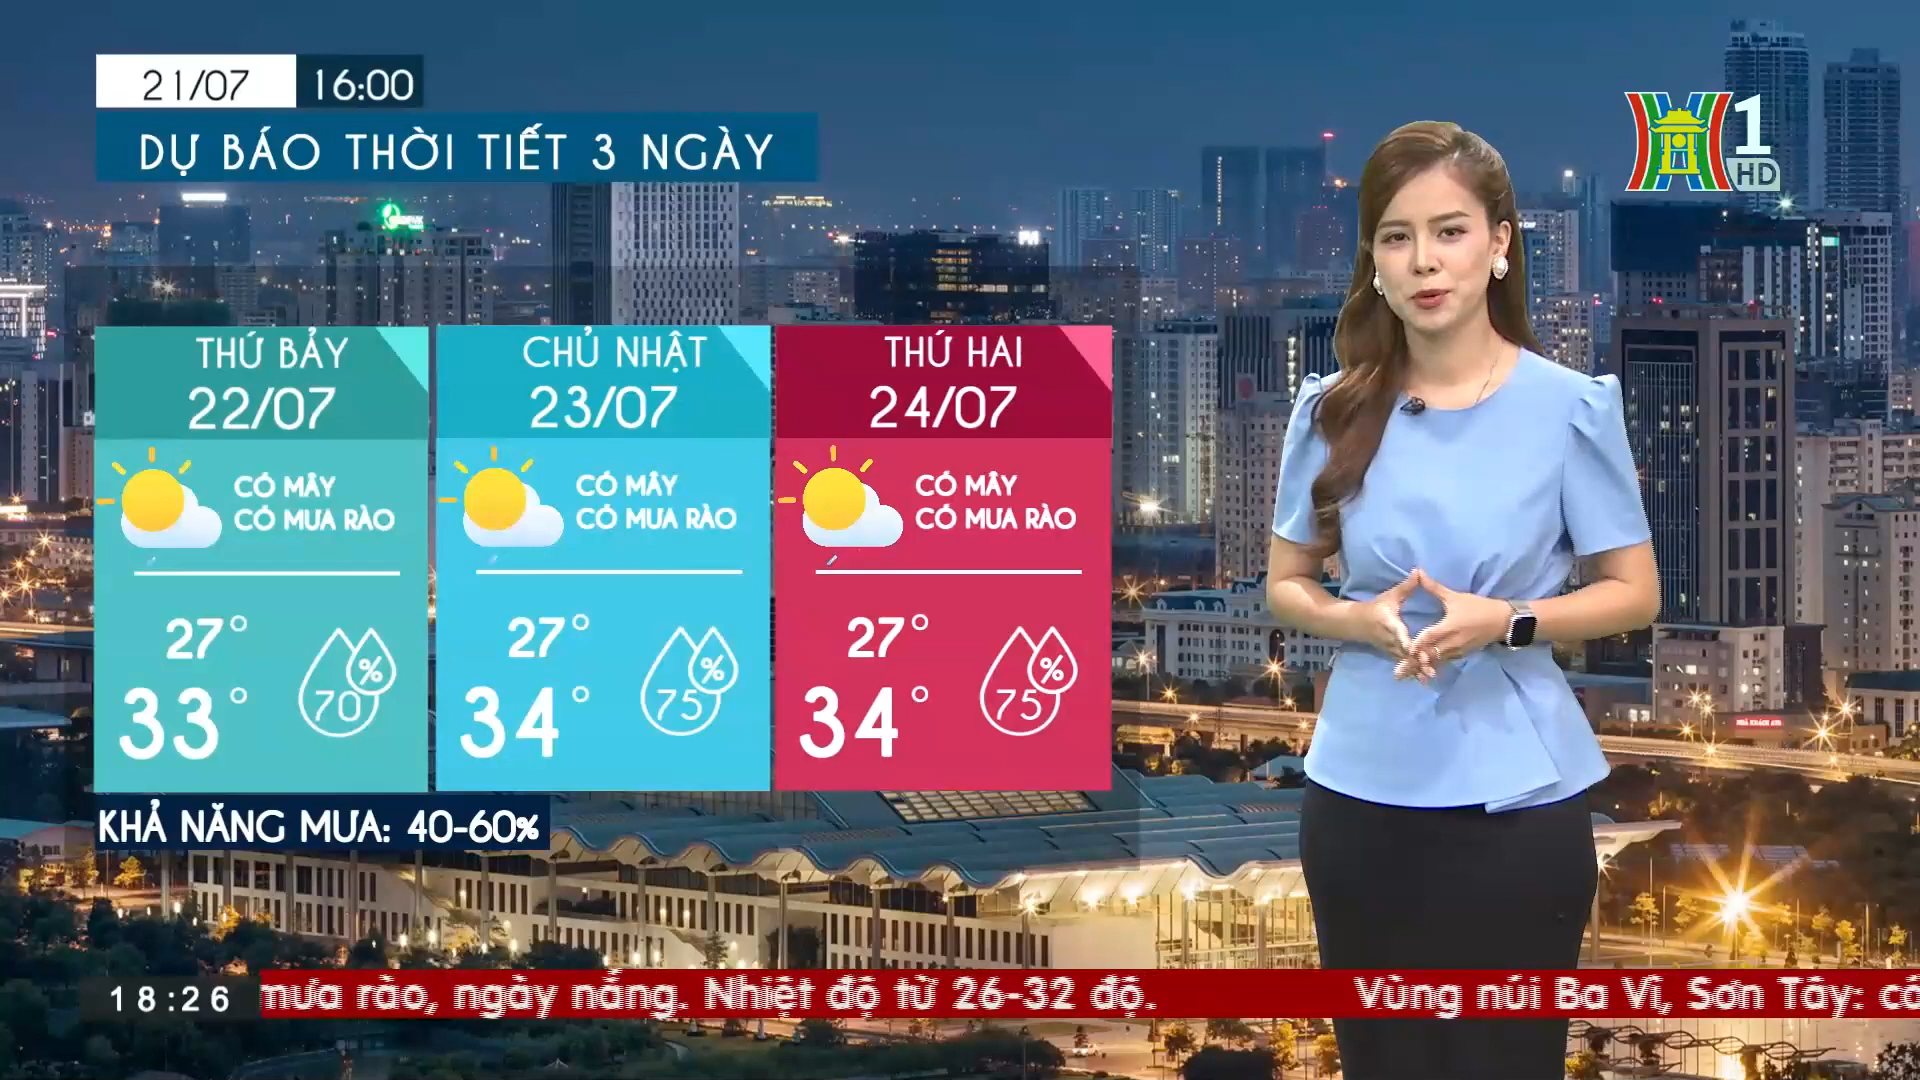 21/07 16:00
DỰ BÁO THỜI TIẾT 3 NGÀY
1
HD
THỨ BẢY
22/07
CÓ MÂY
CÓ MƯA RÀO
27°
33°
%
70
CHỦ NHẬT
23/07
CÓ MÂY
CÓ MƯA RÀO
27°
34°
%
75
THỨ HAI
24/07
CÓ MÂY
CÓ MƯA RÀO
27°
34°
%
75
KHẢ NĂNG MƯA: 40-60%
18:26 mưa rào, ngày nắng. Nhiệt độ từ 26-32 độ. Vùng núi Ba Vì, Sơn Tây: có